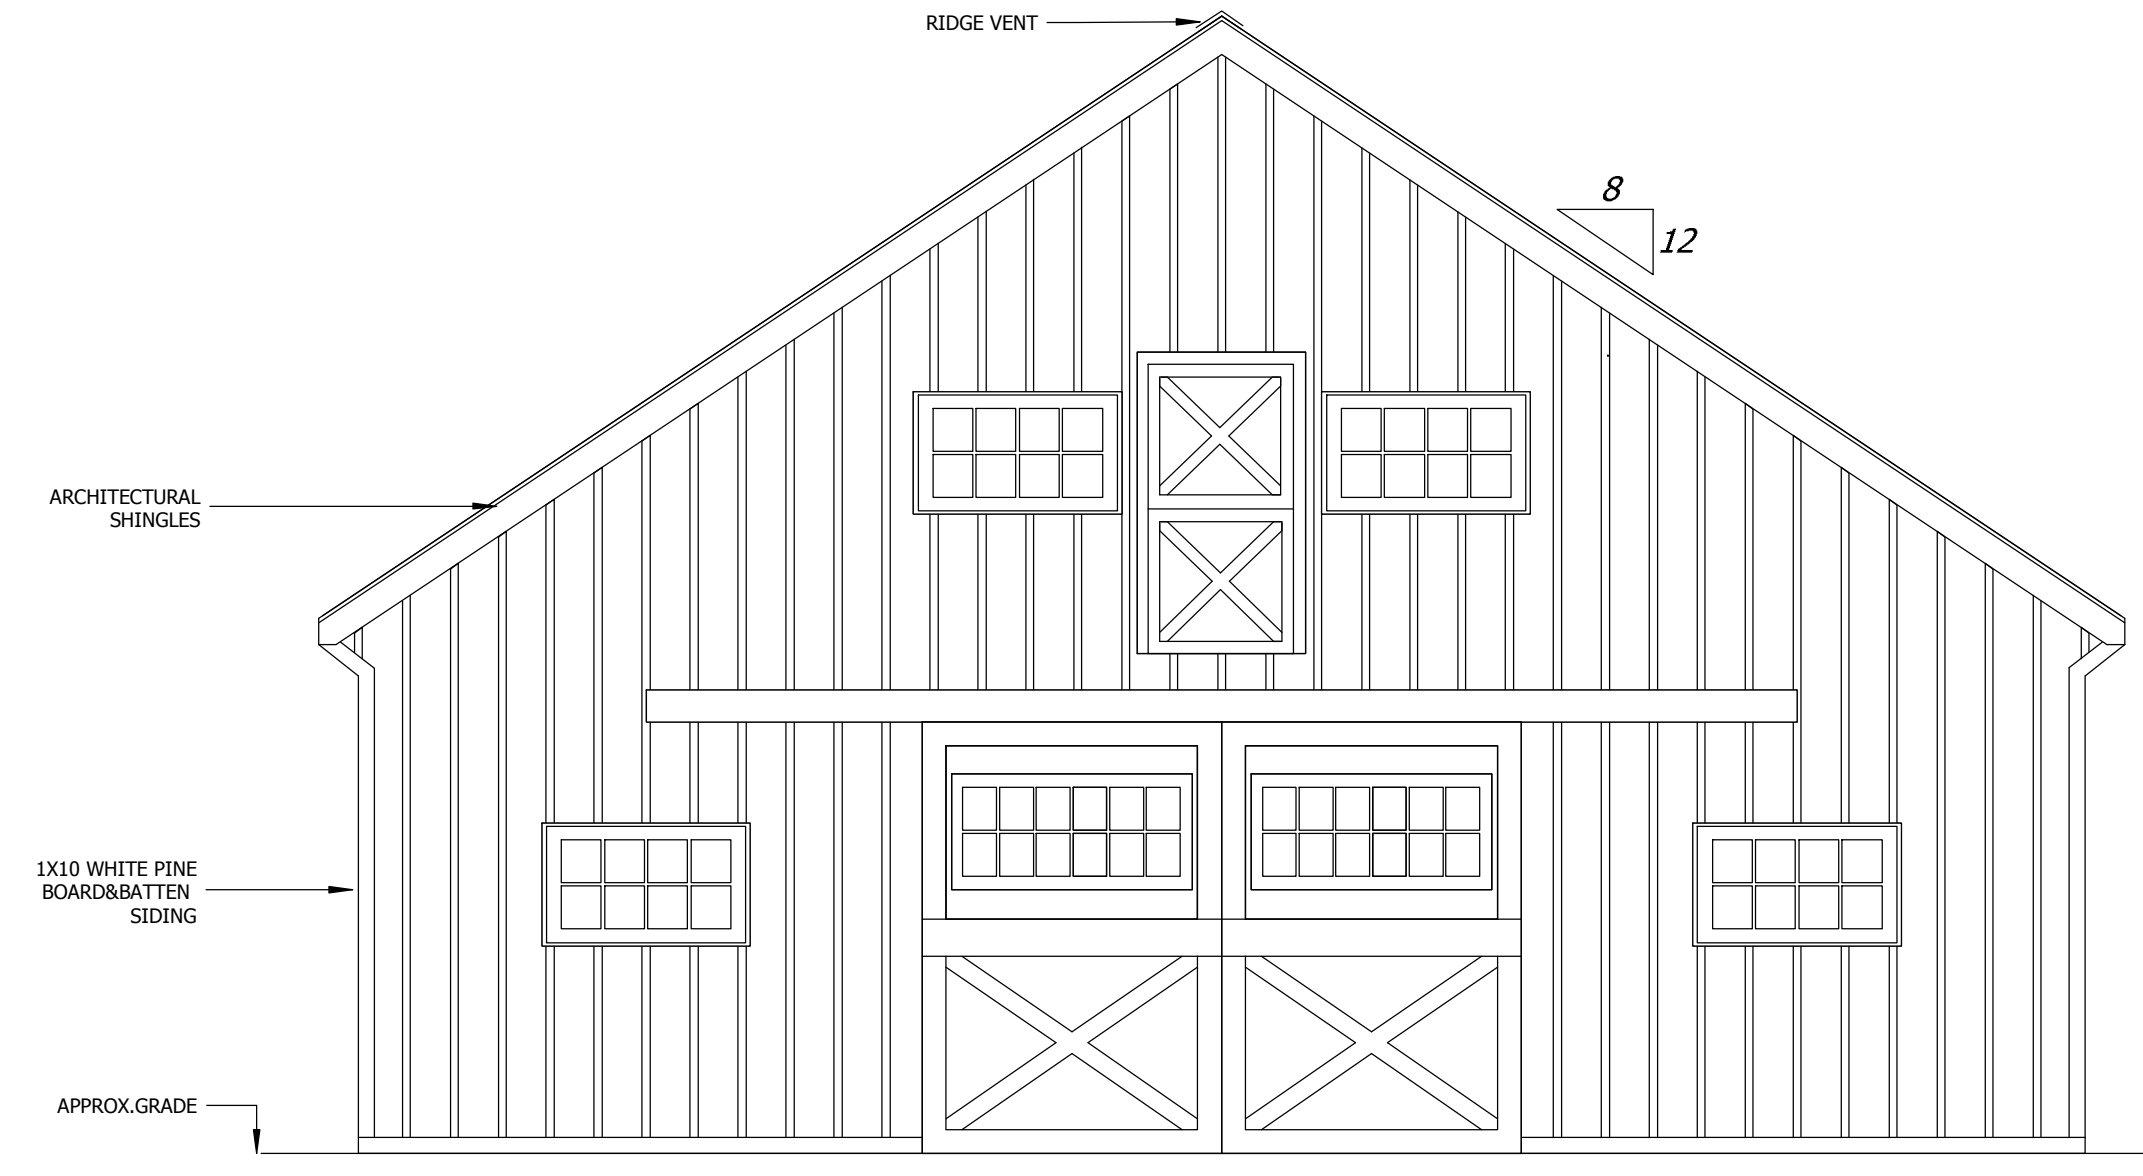 RIDGE VENT
8
12
ARCHITECTURAL
SHINGLES
1X10 WHITE PINE
BOARD&BATTEN
SIDING
APPROX.GRADE